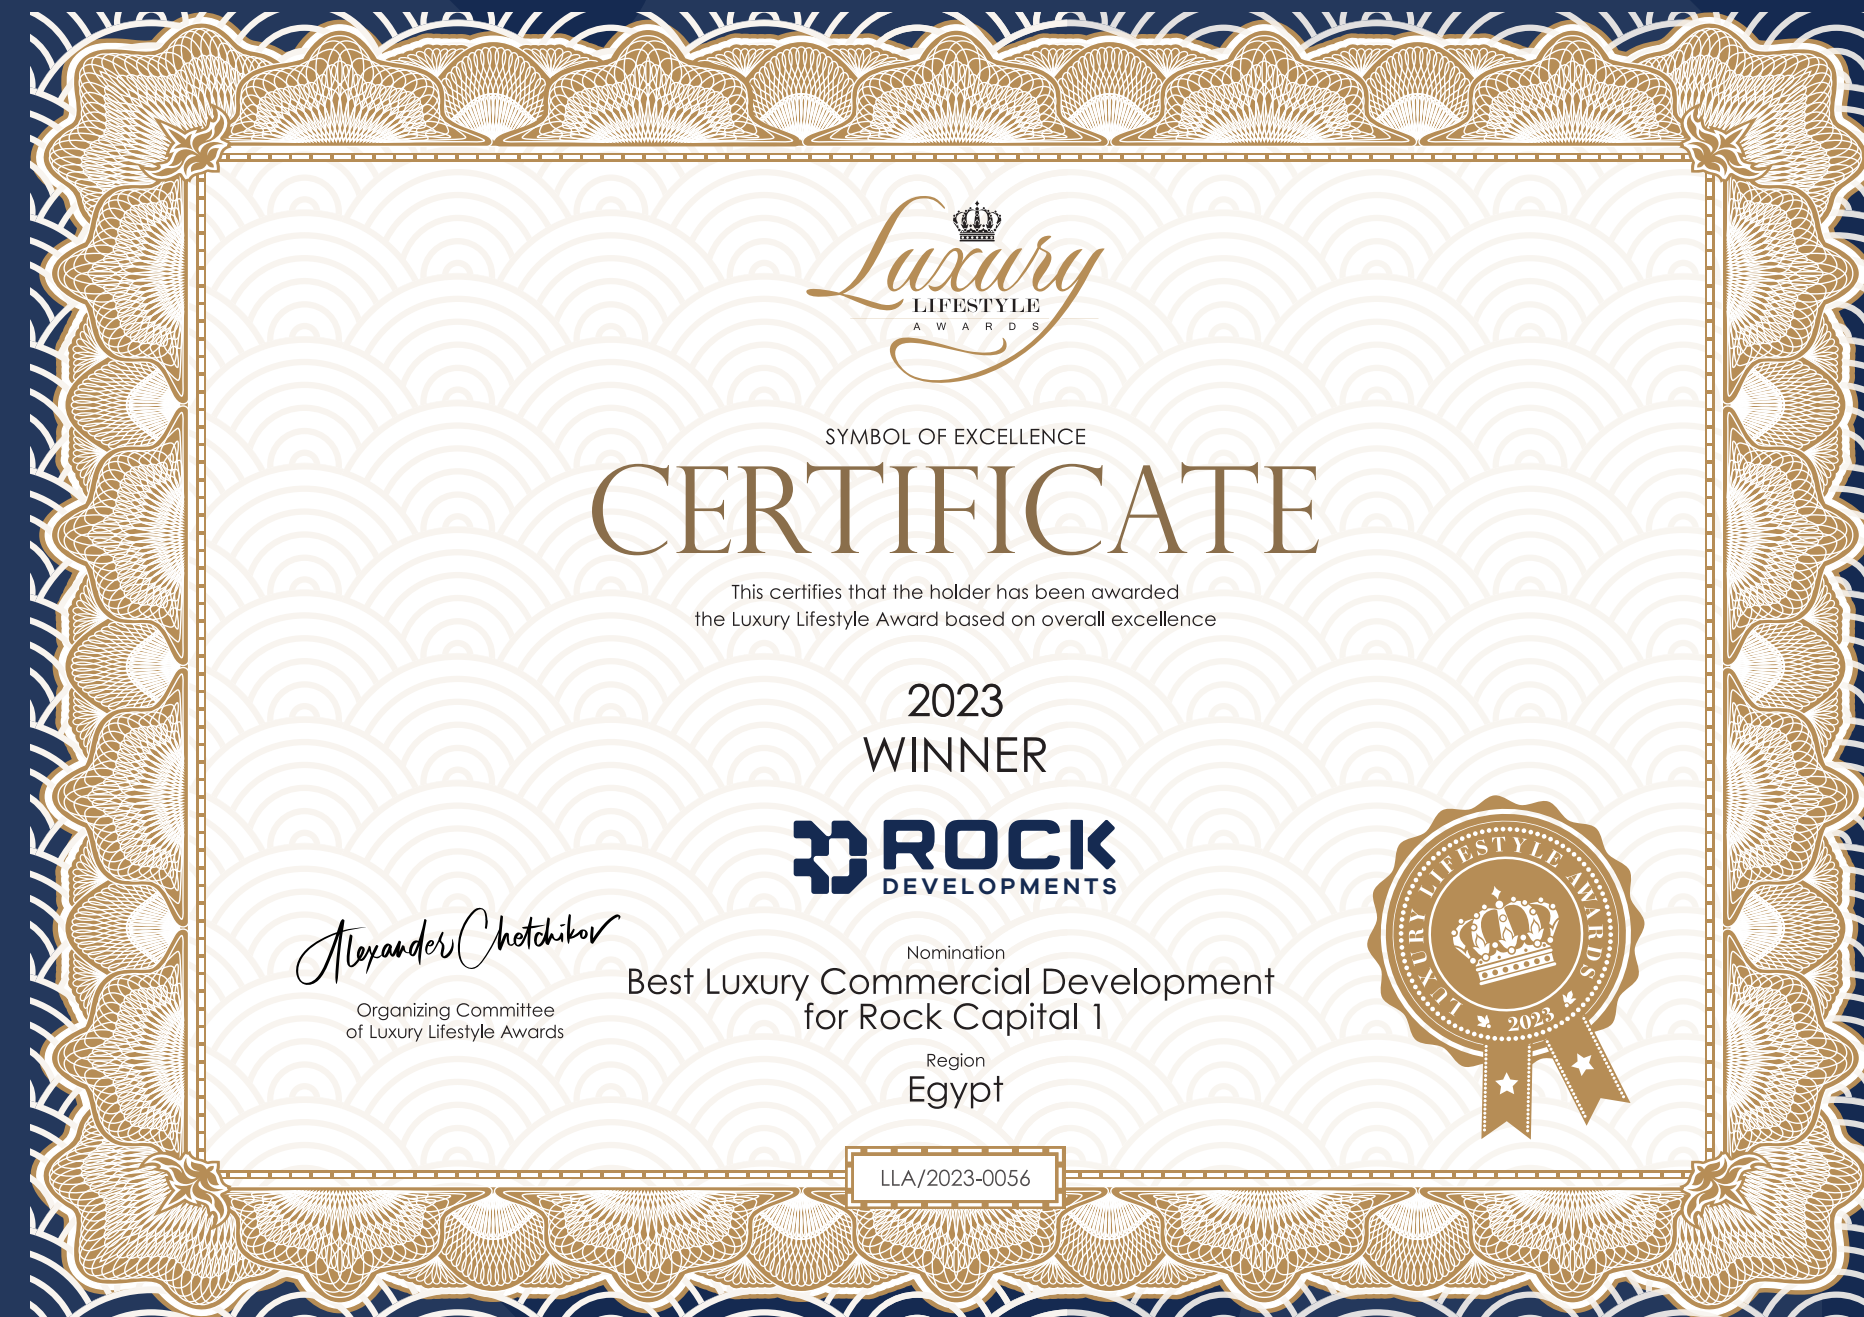 Luxury
LIFESTYLE
AWARDS
SYMBOL OF EXCELLENCE
CERTIFICATE
This certifies that the holder has been awarded
the Luxury Lifestyle Award based on overall excellence
2023
WINNER
ROCK
DEVELOPMENTS
Alexander Chetchikov
Organizing Committee
of Luxury Lifestyle Awards
Nomination
Best Luxury Commercial Development
for Rock Capital 1
Region
Egypt
LUXURY LIFESTYLE AWARDS
2023
LLA/2023-0056